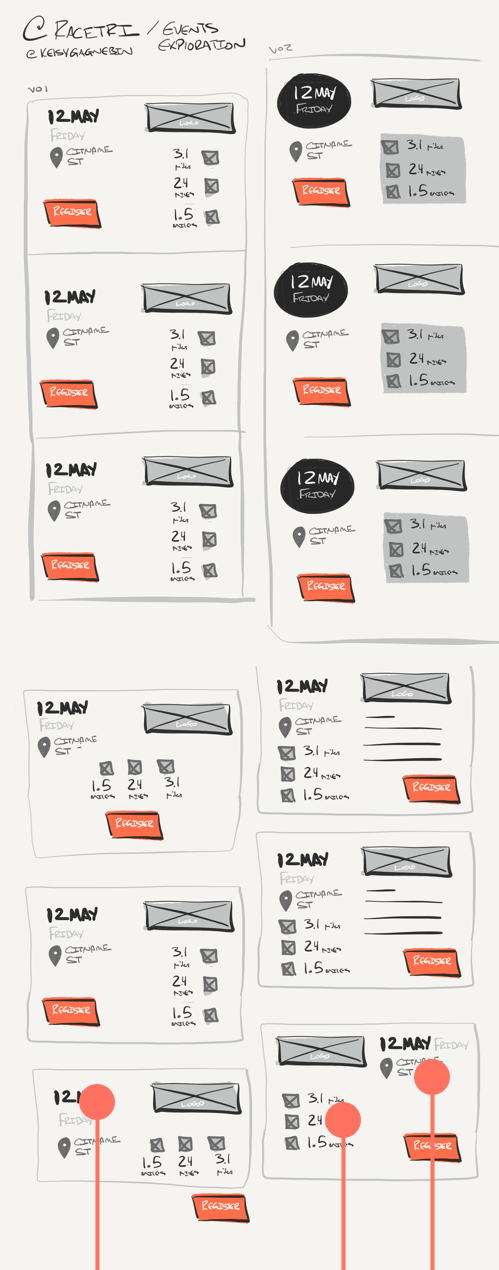 RACETRI / EVENTS
EXPLORATION
@KEISYGAGNEBIN
V01
12 MAY
LOGO
FRIDAY
CITNAME
ST
3.1
miles
24
miles
1.5
miles
REGISTER
12 MAY
LOGO
FRIDAY
CITNAME
ST
3.1
miles
24
miles
1.5
miles
REGISTER
12 MAY
LOGO
FRIDAY
CITNAME
ST
3.1
miles
24
miles
1.5
miles
REGISTER
V02
12 MAY
FRIDAY
LOGO
CITNAME
ST
3.1 miles
24 miles
1.5 miles
REGISTER
12 MAY
FRIDAY
LOGO
CITNAME
ST
3.1 miles
24 miles
1.5 miles
REGISTER
12 MAY
FRIDAY
LOGO
CITNAME
ST
3.1 miles
24 miles
1.5 miles
REGISTER
12 MAY
LOGO
FRIDAY
CITNAME
ST
1.5 24 3.1
miles miles miles
REGISTER
12 MAY
LOGO
FRIDAY
CITNAME
ST
3.1 miles
24 miles
1.5 miles
REGISTER
12 MAY
LOGO
FRIDAY
CITNAME
ST
3.1
miles
24
miles
1.5
miles
REGISTER
12 MAY
LOGO
FRIDAY
CITNAME
ST
3.1 miles
24 miles
1.5 miles
REGISTER
LOGO
FRIDAY
CITNAME
ST
1.5 24 3.1
miles miles miles
REGISTER
LOGO
12 MAY FRIDAY
ST
3.1 miles
24
1.5 miles
REGISTER